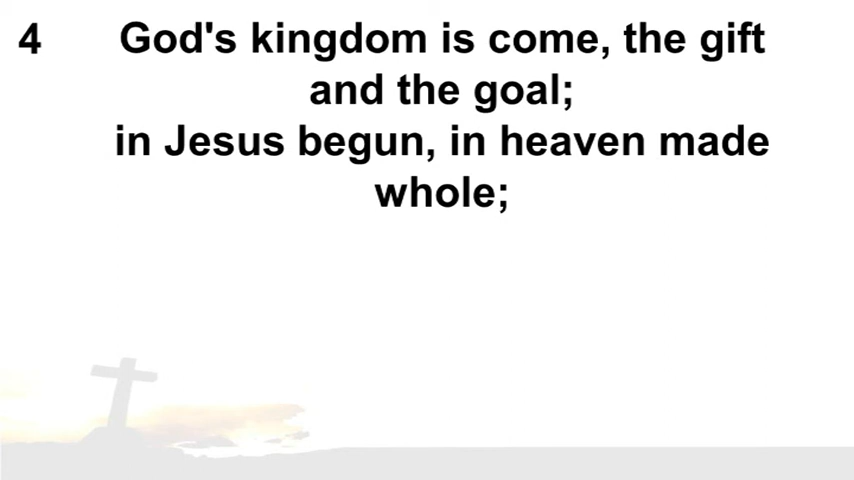 4 God's kingdom is come, the gift
and the goal;
in Jesus begun, in heaven made
whole;